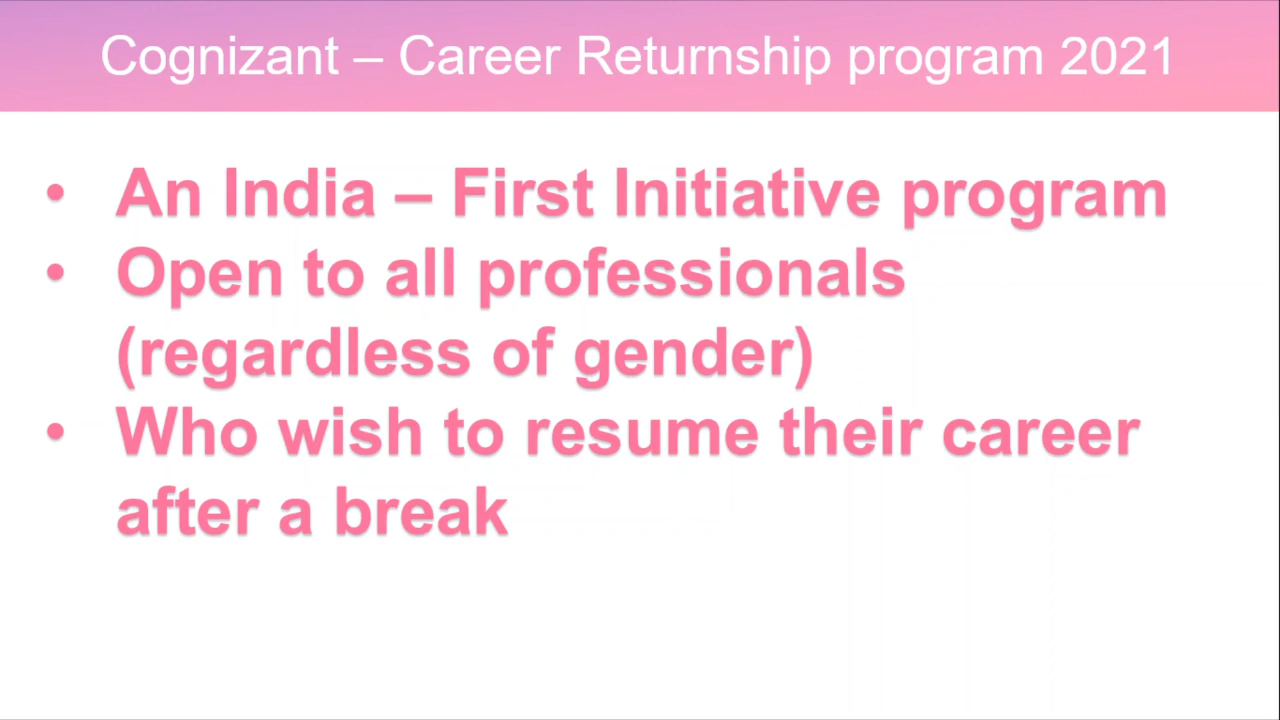 Cognizant – Career Returnship program 2021
• An India – First Initiative program
• Open to all professionals
(regardless of gender)
• Who wish to resume their career
after a break